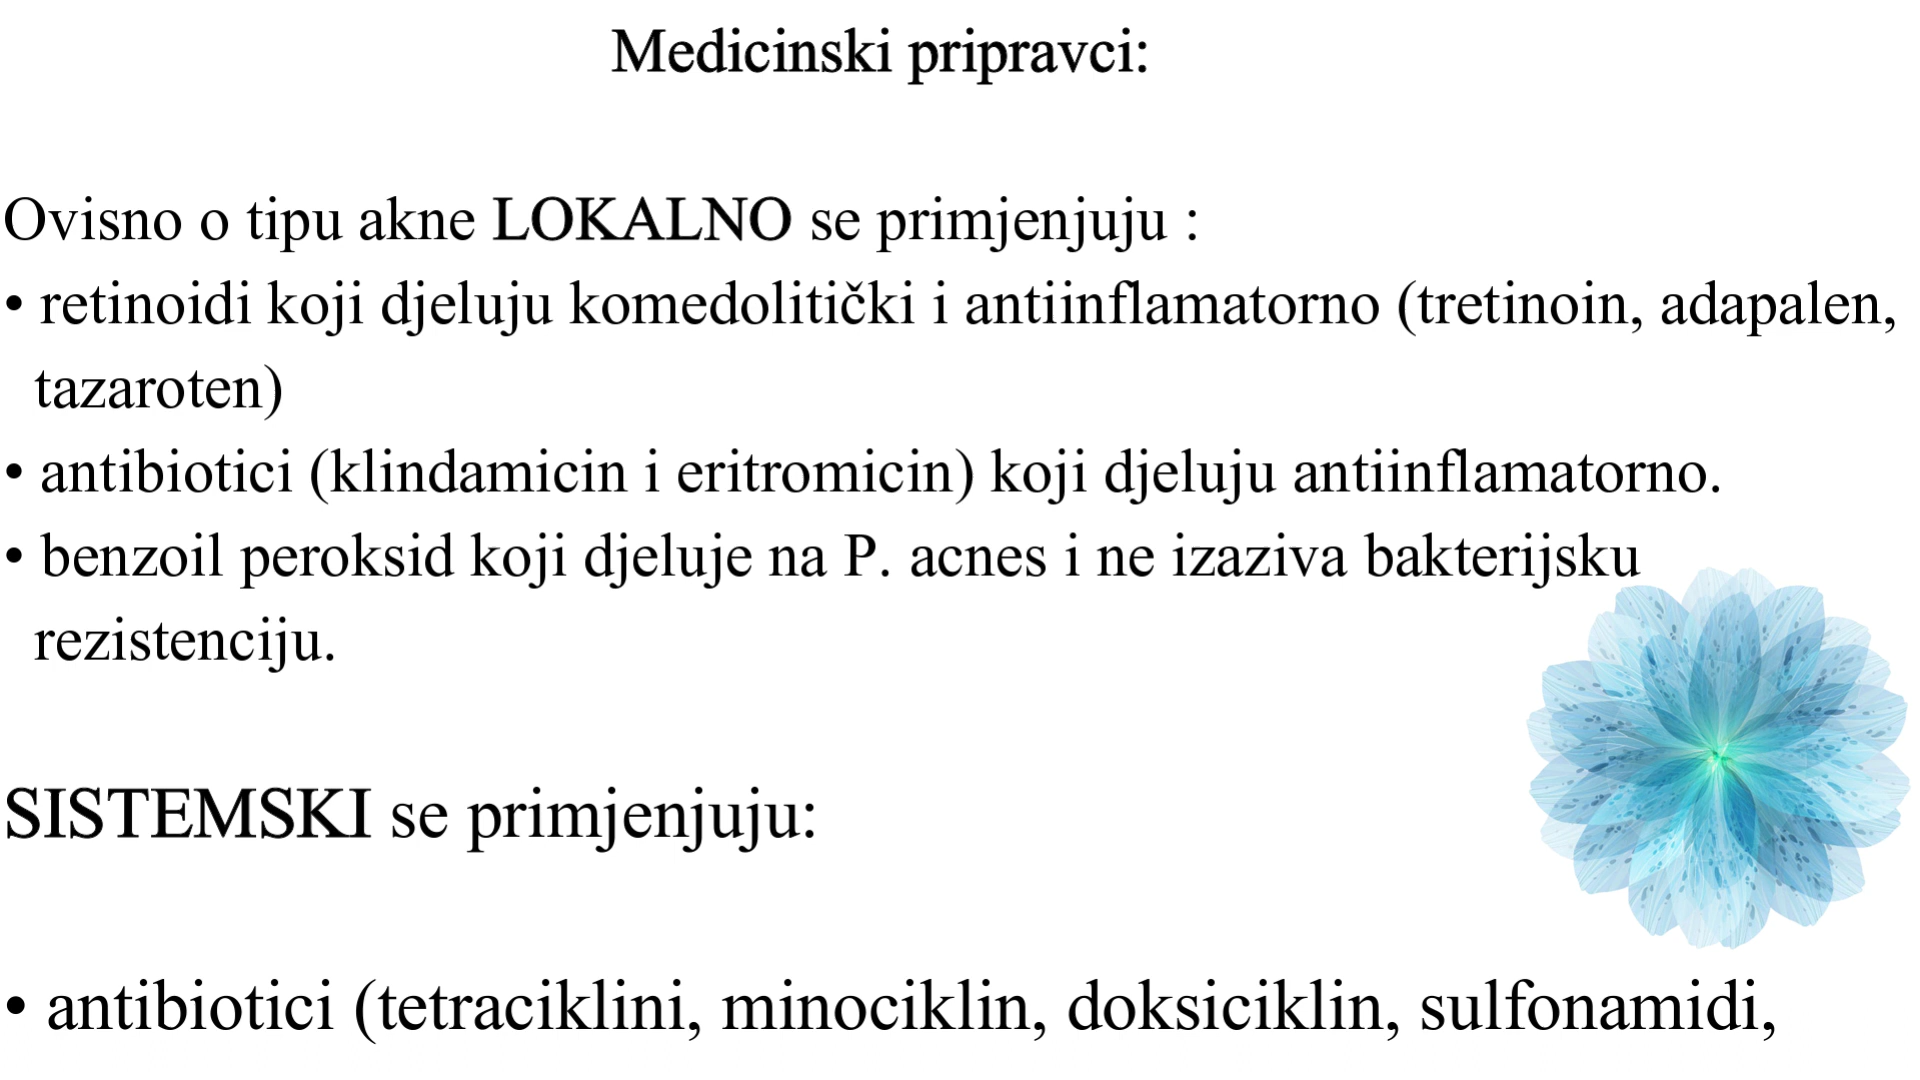 Medicinski pripravci:
Ovisno o tipu akne LOKALNO se primjenjuju :
• retinoidi koji djeluju komedolitički i antiinflamatorno (tretinoin, adapalen,
tazaroten)
• antibiotici (klindamicin i eritromicin) koji djeluju antiinflamatorno.
• benzoil peroksid koji djeluje na P. acnes i ne izaziva bakterijsku
rezistenciju.
SISTEMSKI se primjenjuju:
• antibiotici (tetraciklini, minociklin, doksiciklin, sulfonamidi,